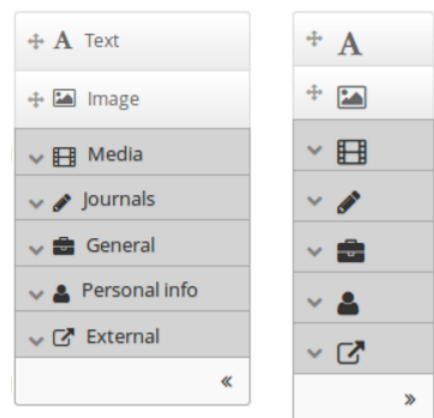 A Text
Image
Media
Journals
General
Personal info
External
«
A
»